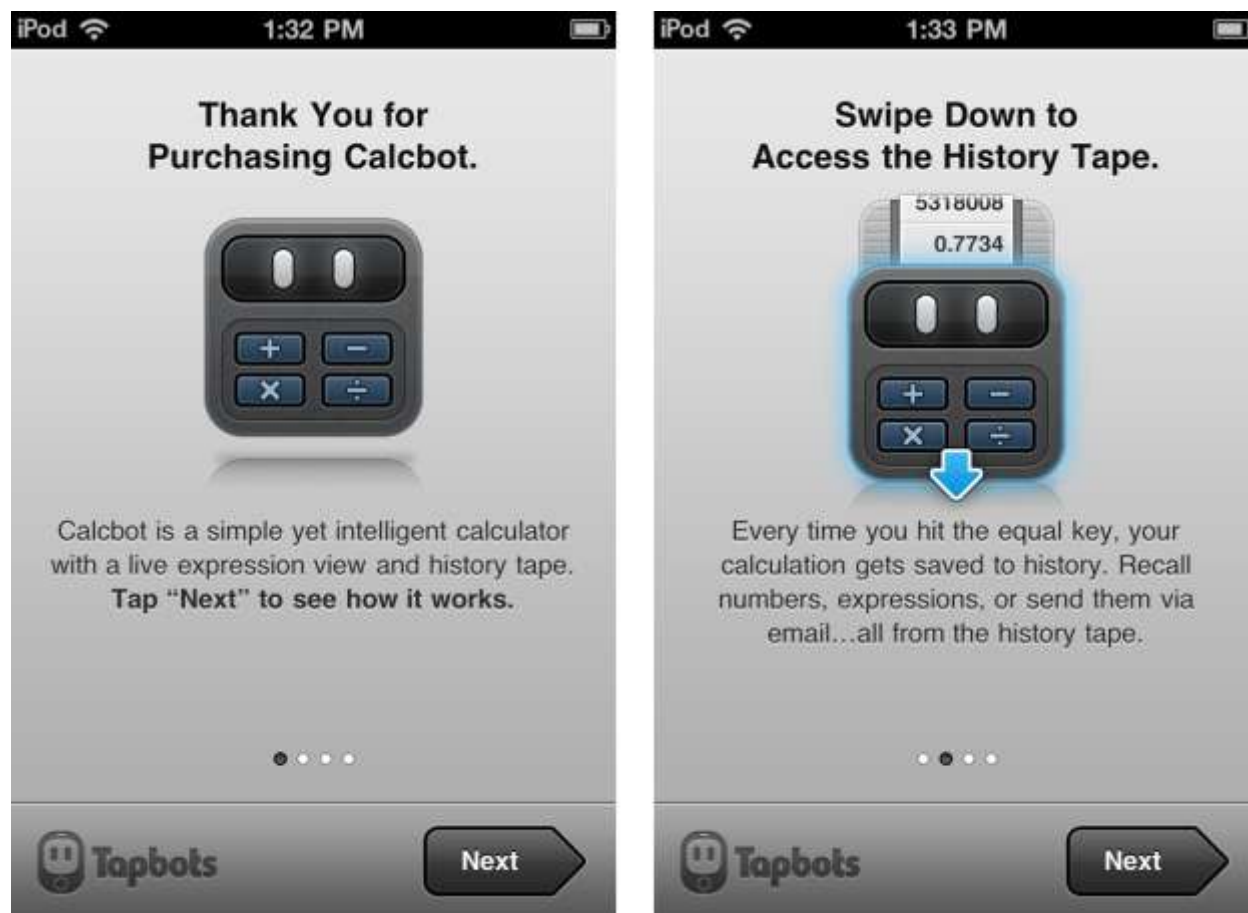 iPod 1:32 PM
Thank You for
Purchasing Calcbot.
+ −
× ÷
Calcbot is a simple yet intelligent calculator
with a live expression view and history tape.
Tap “Next” to see how it works.
Tapbots Next
iPod 1:33 PM
Swipe Down to
Access the History Tape.
5318008
0.7734
+ −
× ÷
Every time you hit the equal key, your
calculation gets saved to history. Recall
numbers, expressions, or send them via
email...all from the history tape.
Tapbots Next